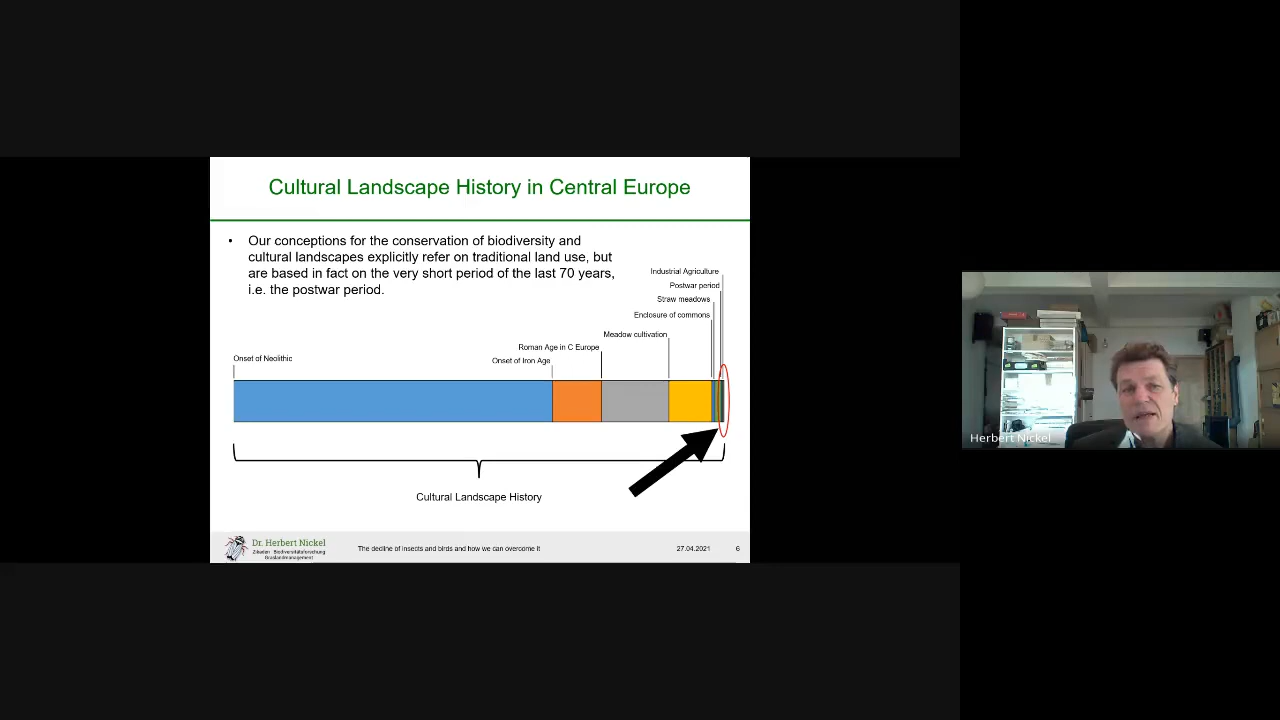 Cultural Landscape History in Central Europe
• Our conceptions for the conservation of biodiversity and
cultural landscapes explicitly refer on traditional land use, but
are based in fact on the very short period of the last 70 years,
i.e. the postwar period.
Industrial Agriculture
Postwar period
Straw meadows
Enclosure of commons
Meadow cultivation
Roman Age in C Europe
Onset of Neolithic
Onset of Iron Age
Cultural Landscape History
Dr. Herbert Nickel
Zikaden Biodiversitätsforschung
Graslandmanagement
The decline of insects and birds and how we can overcome it
27.04.2021
6
Herbert Nickel